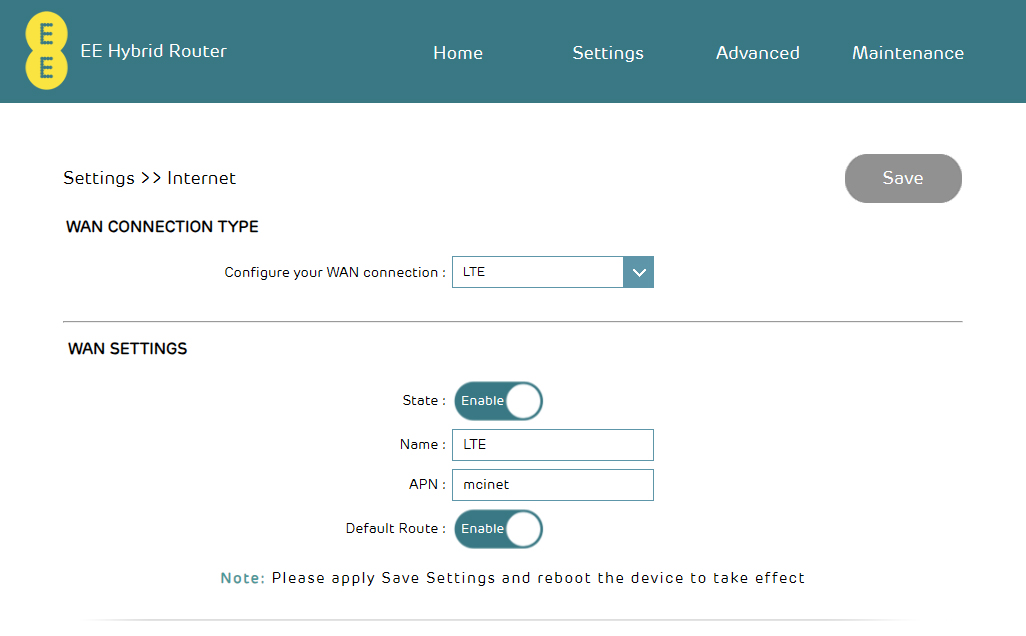 EE
EE Hybrid Router
Home Settings Advanced Maintenance
Settings >> Internet
Save
WAN CONNECTION TYPE
Configure your WAN connection : LTE
WAN SETTINGS
State : Enable
Name : LTE
APN : mcinet
Default Route : Enable
Note: Please apply Save Settings and reboot the device to take effect